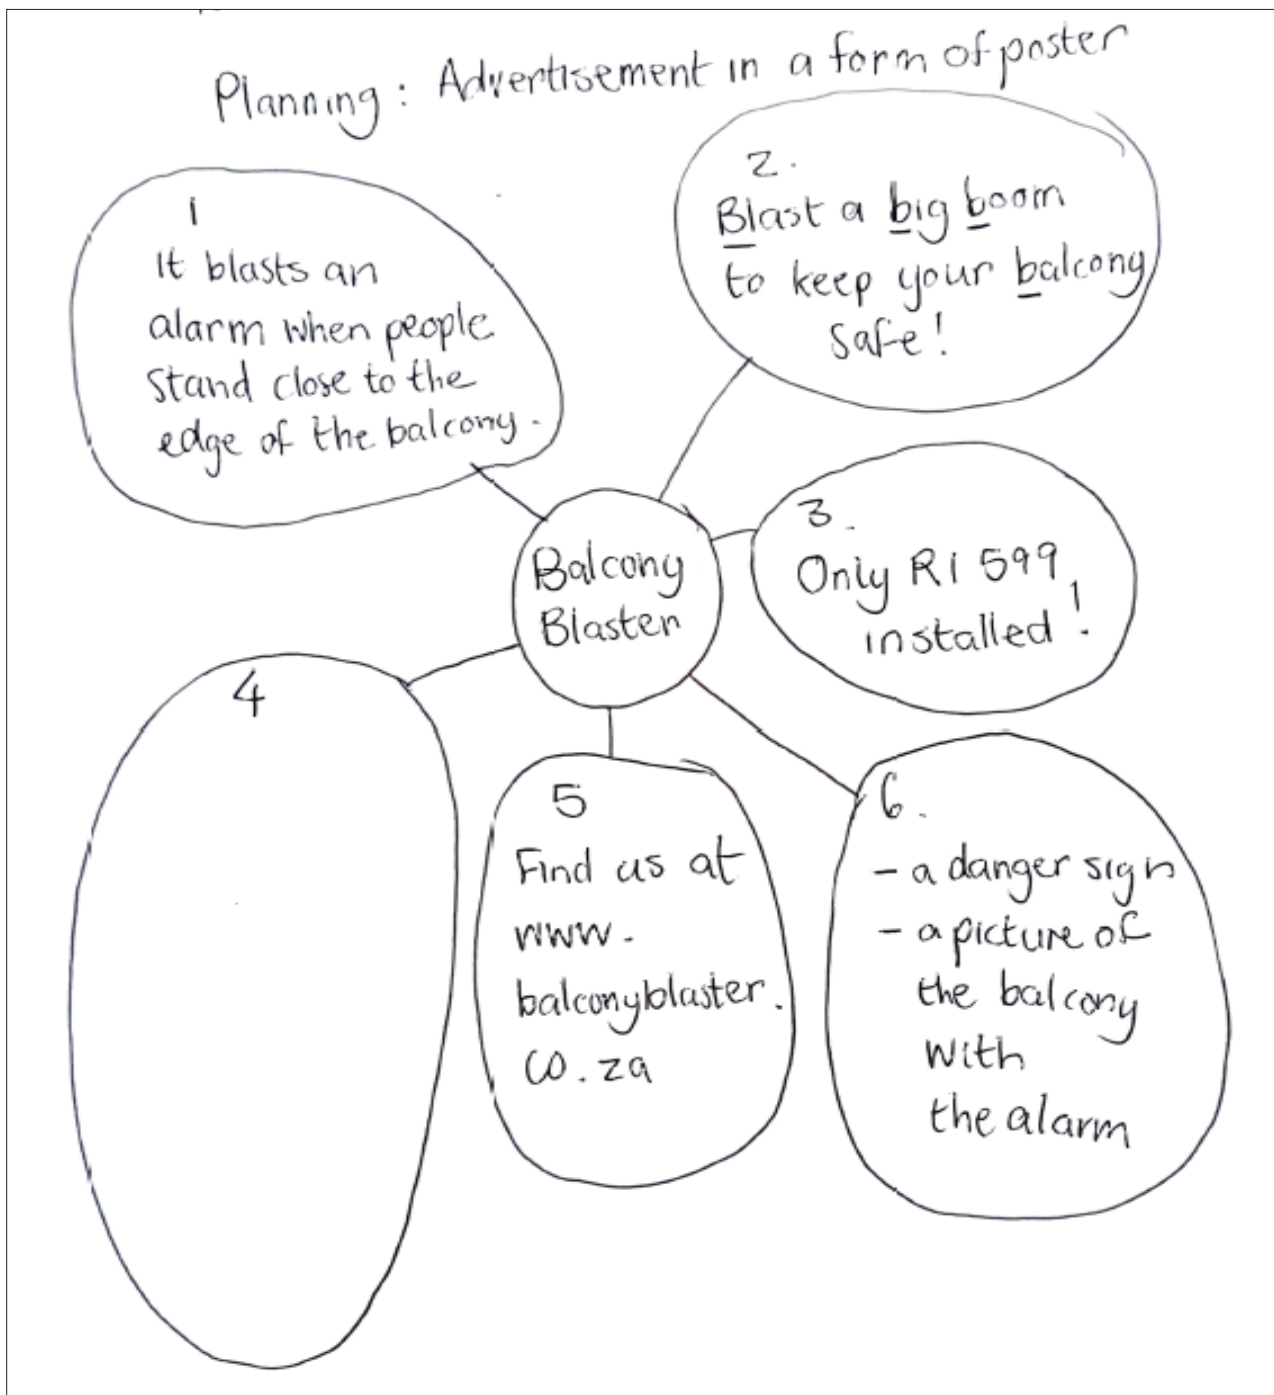 Planning : Advertisement in a form of poster
1
It blasts an
alarm when people
stand close to the
edge of the balcony.
2.
Blast a big boom
to keep your balcony
safe!
3.
Only R1 599
installed!
Balcony
Blaster
4
5
Find us at
www.
balconyblaster.
co.za
6.
- a danger sign
- a picture of
the balcony
with
the alarm